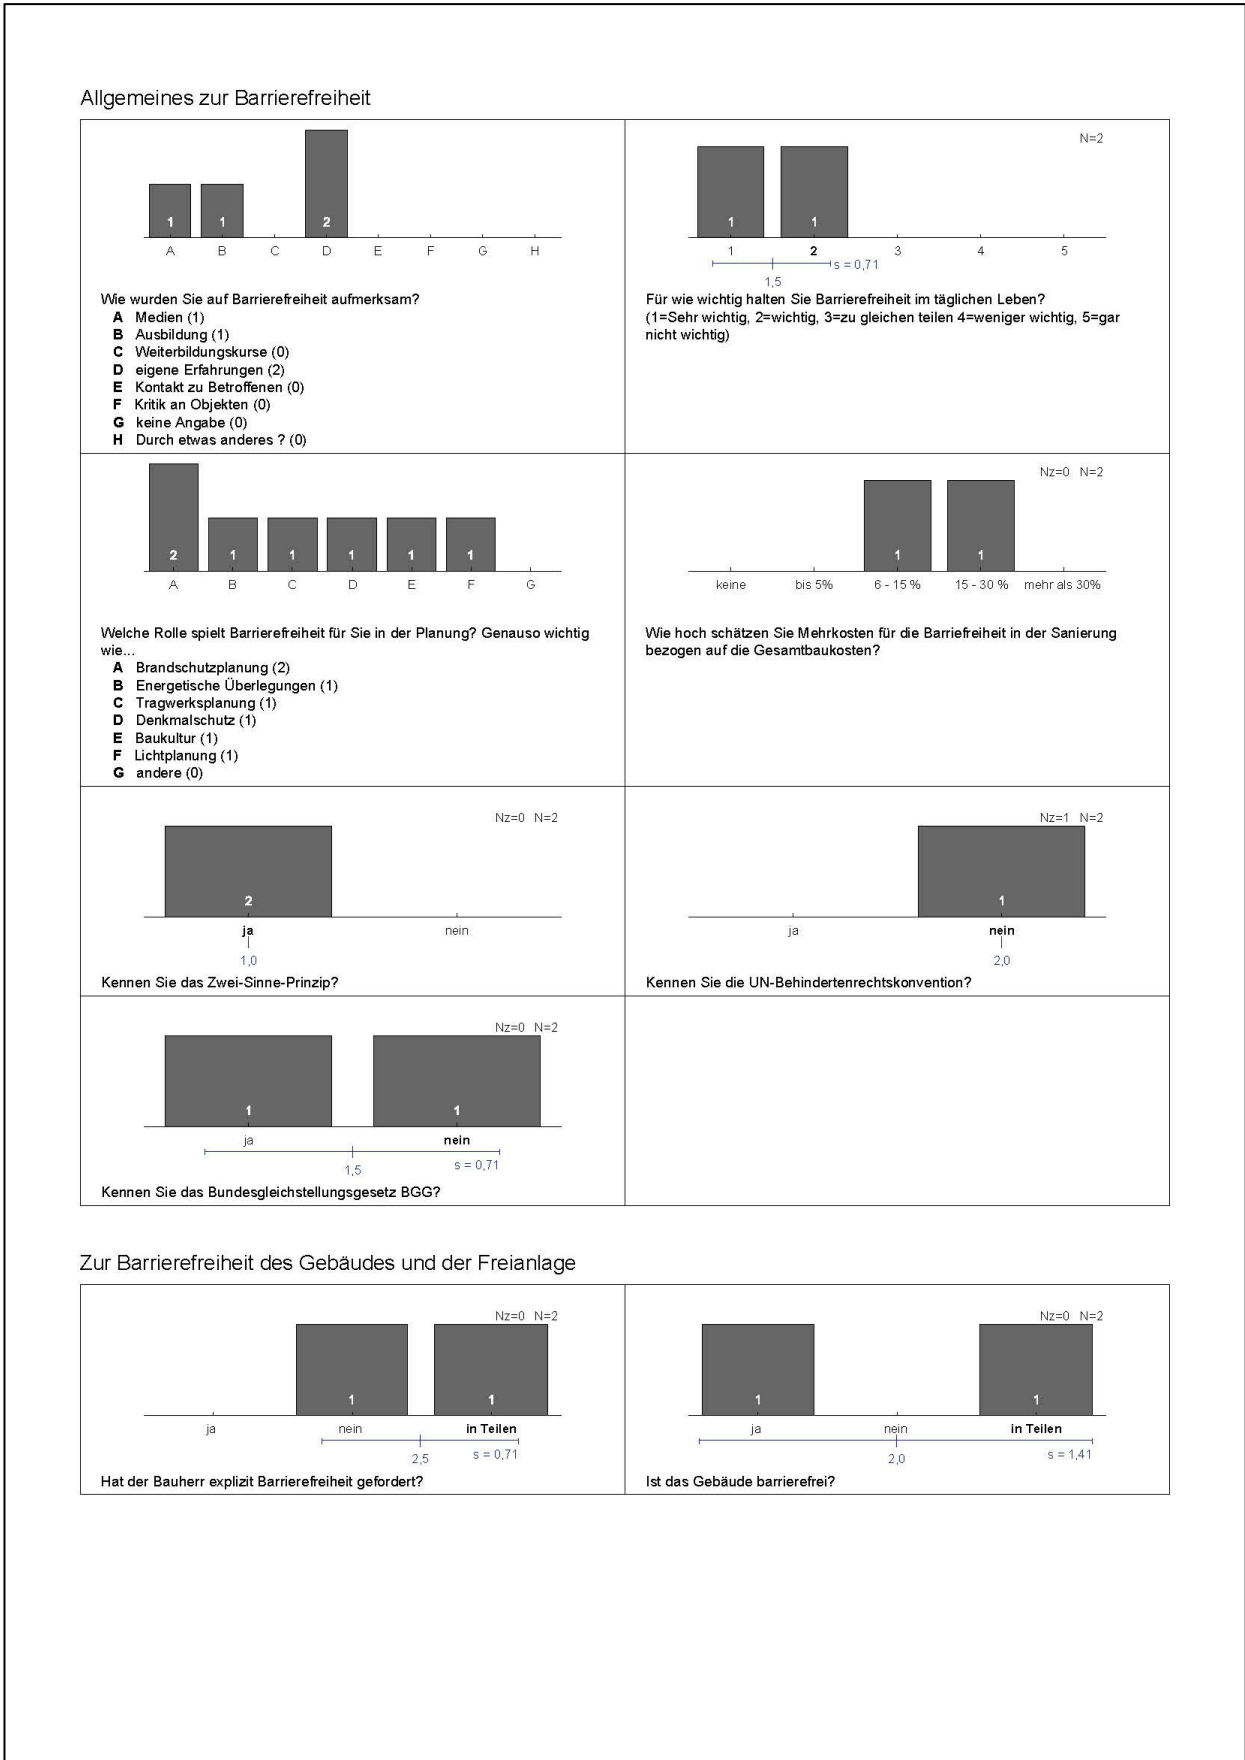 Allgemeines zur Barrierefreiheit
1 1 2
A B C D E F G H
Wie wurden Sie auf Barrierefreiheit aufmerksam?
A Medien (1)
B Ausbildung (1)
C Weiterbildungskurse (0)
D eigene Erfahrungen (2)
E Kontakt zu Betroffenen (0)
F Kritik an Objekten (0)
G keine Angabe (0)
H Durch etwas anderes ? (0)
N=2
1 1
1 2 3 4 5
s = 0,71
1,5
Für wie wichtig halten Sie Barrierefreiheit im täglichen Leben?
(1=Sehr wichtig, 2=wichtig, 3=zu gleichen teilen 4=weniger wichtig, 5=gar
nicht wichtig)
2 1 1 1 1 1
A B C D E F G
Welche Rolle spielt Barrierefreiheit für Sie in der Planung? Genauso wichtig
wie...
A Brandschutzplanung (2)
B Energetische Überlegungen (1)
C Tragwerksplanung (1)
D Denkmalschutz (1)
E Baukultur (1)
F Lichtplanung (1)
G andere (0)
Nz=0 N=2
1 1
keine bis 5% 6 - 15 % 15 - 30 % mehr als 30%
Wie hoch schätzen Sie Mehrkosten für die Barriefreiheit in der Sanierung
bezogen auf die Gesamtbaukosten?
Nz=0 N=2
2
ja nein
1,0
Kennen Sie das Zwei-Sinne-Prinzip?
Nz=1 N=2
1
ja nein
2,0
Kennen Sie die UN-Behindertenrechtskonvention?
Nz=0 N=2
1 1
ja nein
1,5 s = 0,71
Kennen Sie das Bundesgleichstellungsgesetz BGG?
Zur Barrierefreiheit des Gebäudes und der Freianlage
Nz=0 N=2
1 1
ja nein in Teilen
2,5 s = 0,71
Hat der Bauherr explizit Barrierefreiheit gefordert?
Nz=0 N=2
1 1
ja nein in Teilen
2,0 s = 1,41
Ist das Gebäude barrierefrei?